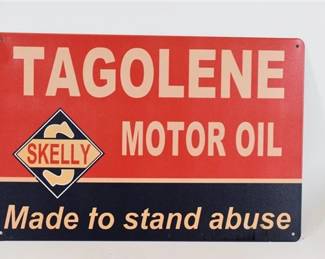 TAGOLENE
MOTOR OIL
S
SKELLY
Made to stand abuse